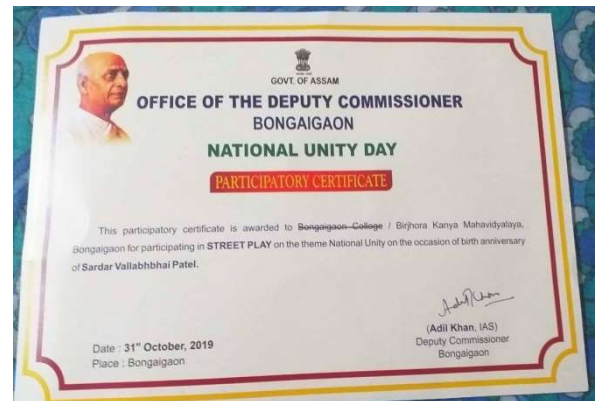 GOVT. OF ASSAM
OFFICE OF THE DEPUTY COMMISSIONER
BONGAIGAON
NATIONAL UNITY DAY
PARTICIPATORY CERTIFICATE
This participatory certificate is awarded to Bongaigaon College / Birjhora Kanya Mahavidyalaya,
Bongaigaon for participating in STREET PLAY on the theme National Unity on the occasion of birth anniversary
of Sardar Vallabhbhai Patel.
Adil Khan
(Adil Khan, IAS)
Deputy Commissioner
Bongaigaon
Date : 31st October, 2019
Place : Bongaigaon